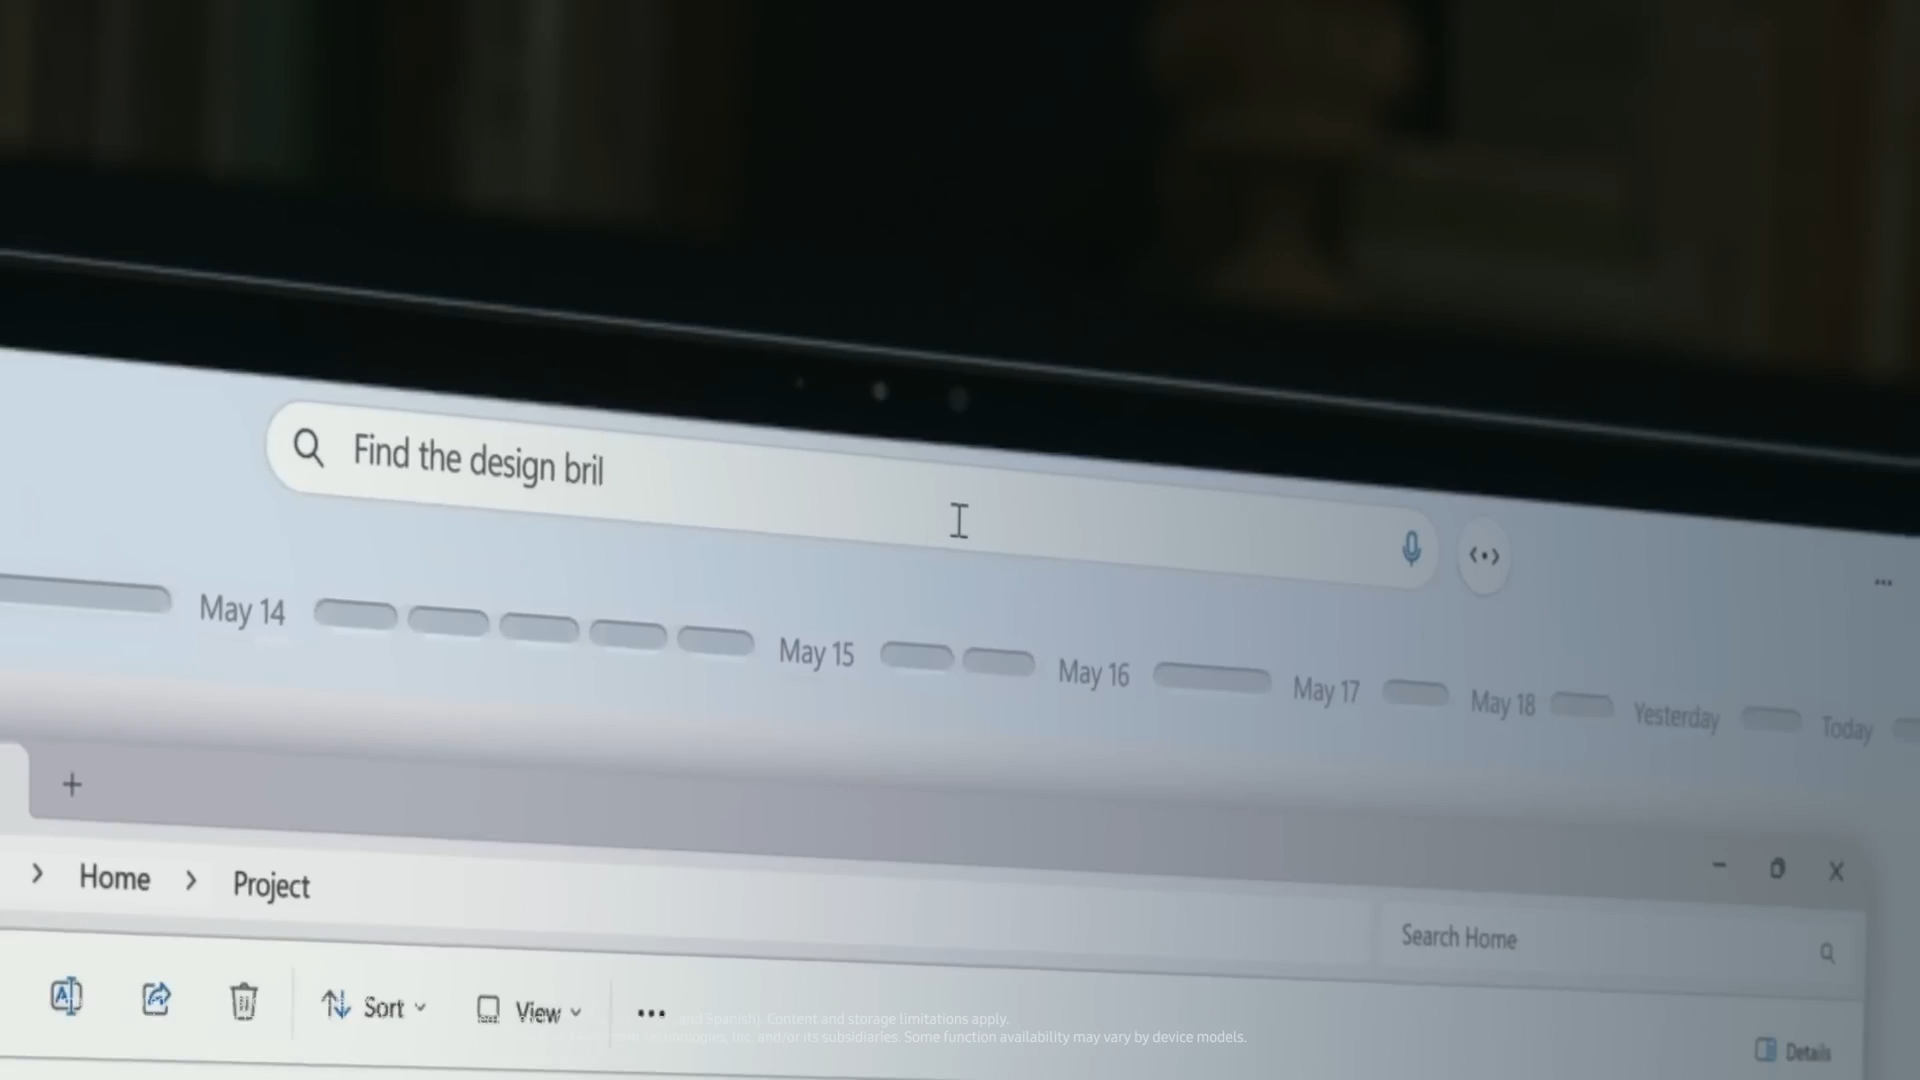 Find the design bril
May 14
May 15
May 16
May 17
May 18
Yesterday
Today
Home
Project
Search Home
Sort
View
Details
and Spanish). Content and storage limitations apply.
Technologies, Inc. and/or its subsidiaries. Some function availability may vary by device models.